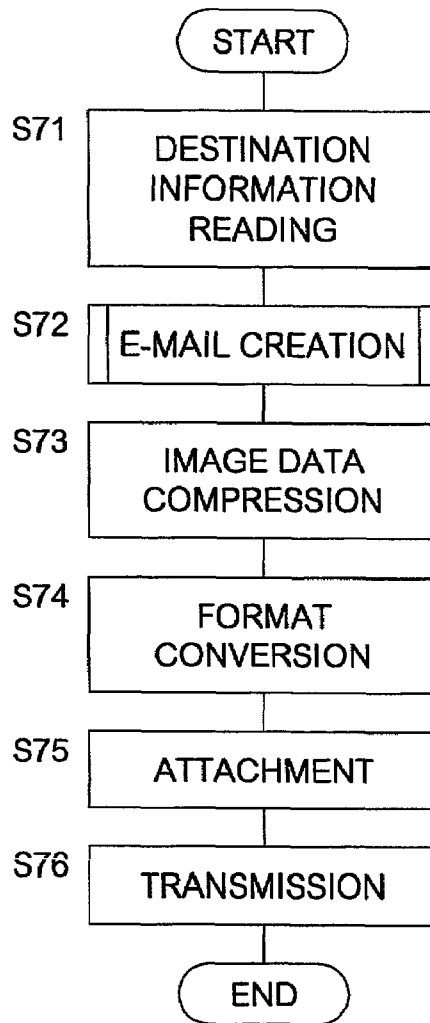 START
S71
DESTINATION
INFORMATION
READING
S72
E-MAIL CREATION
S73
IMAGE DATA
COMPRESSION
S74
FORMAT
CONVERSION
S75
ATTACHMENT
S76
TRANSMISSION
END